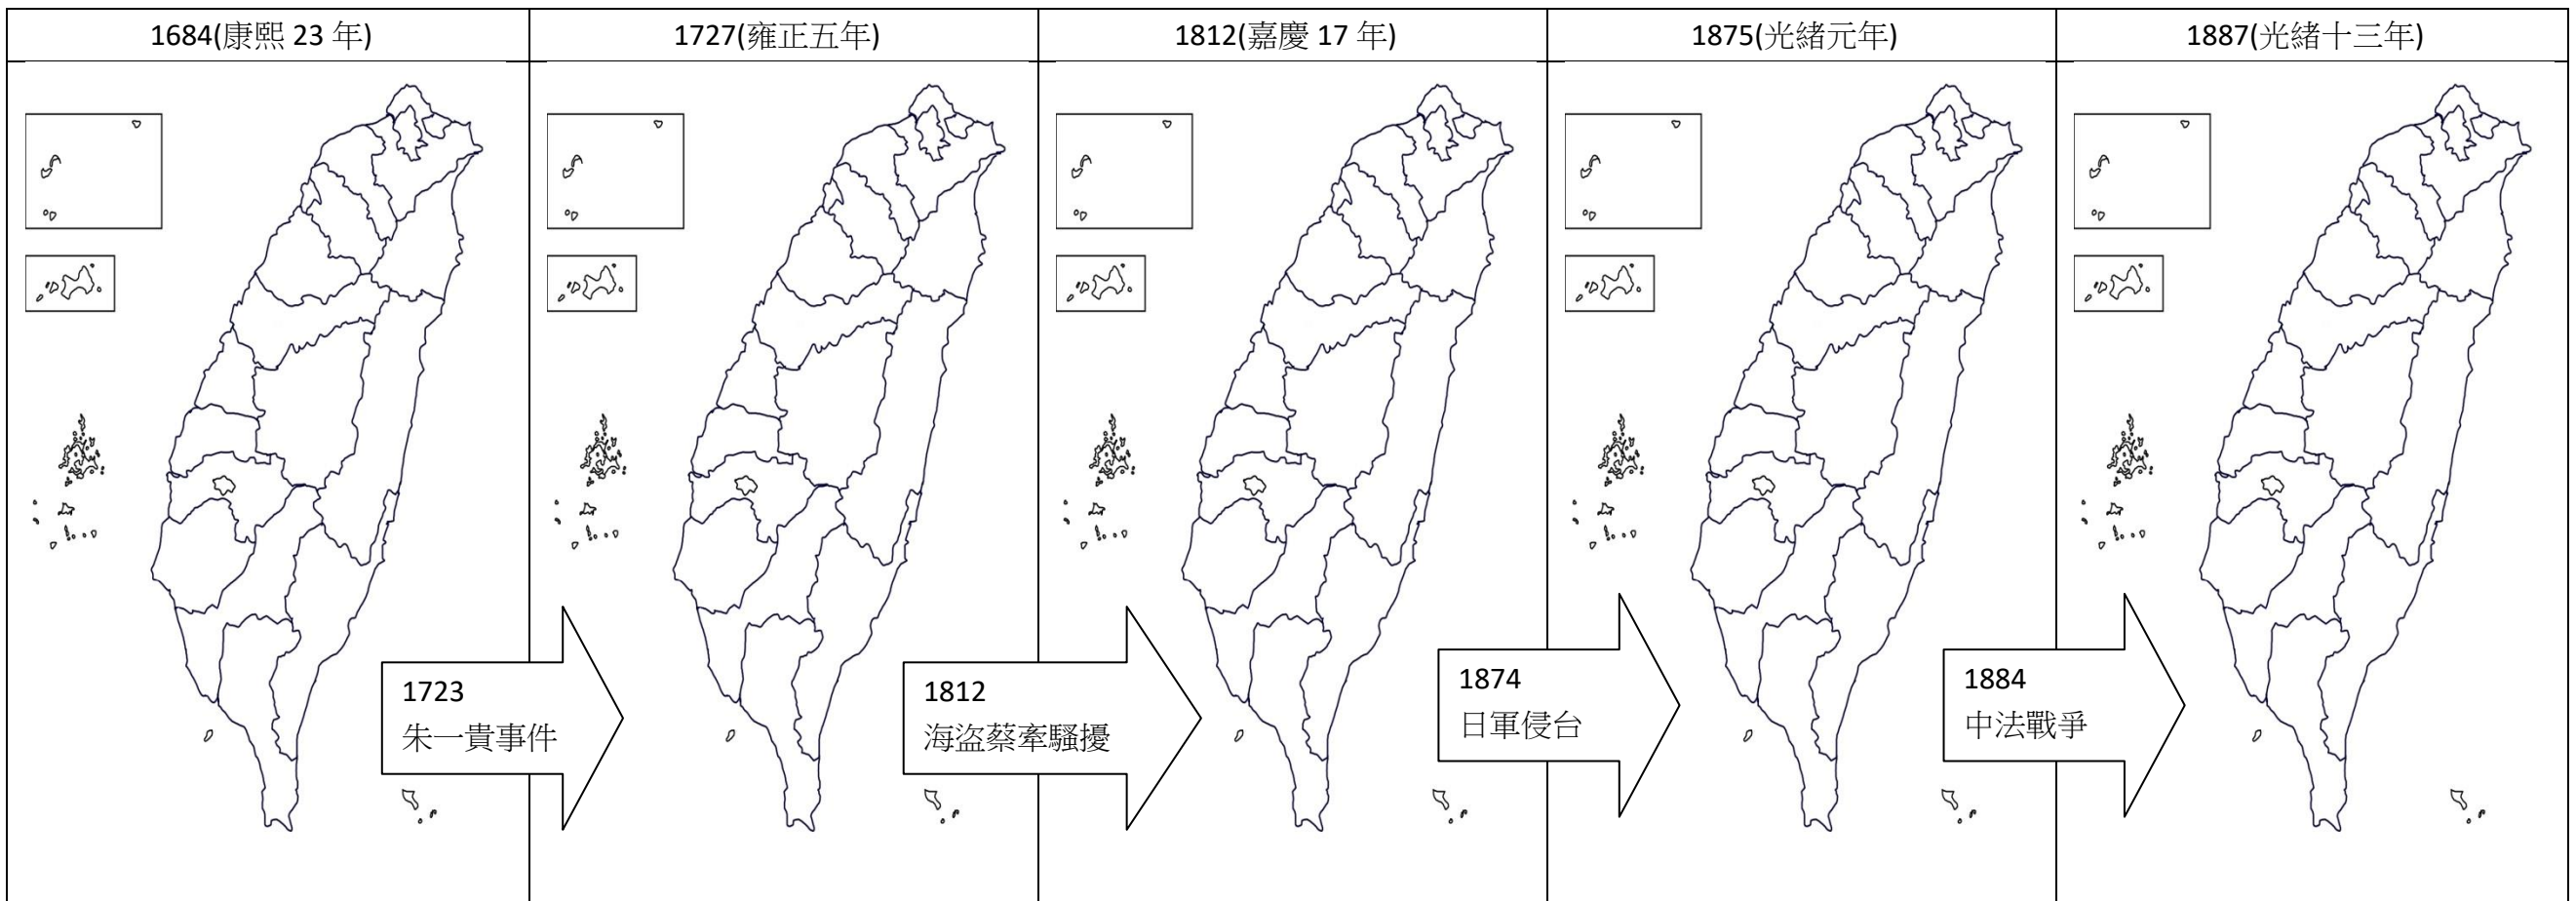 1684(康熙 23 年)
1727(雍正五年)
1812(嘉慶 17 年)
1875(光緒元年)
1887(光緒十三年)
1723
朱一貴事件
1812
海盜蔡牽騷擾
1874
日軍侵台
1884
中法戰爭